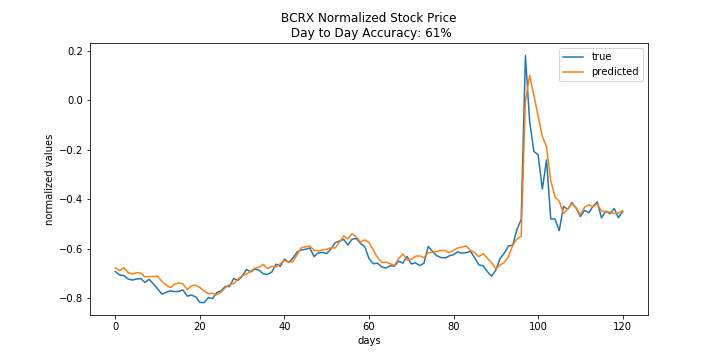 BCRX Normalized Stock Price
Day to Day Accuracy: 61%
true
predicted
normalized values
0.2
0.0
−0.2
−0.4
−0.6
−0.8
0
20
40
60
80
100
120
days